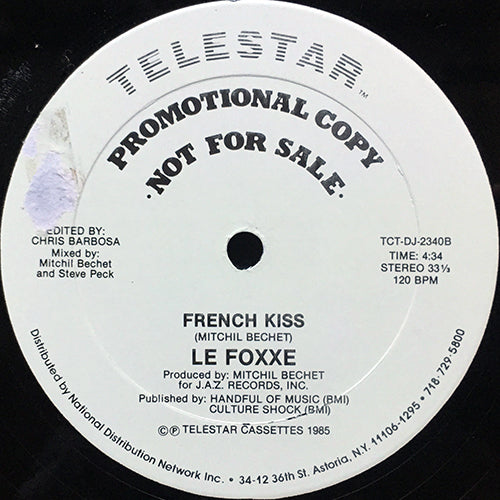 TELESTAR™
PROMOTIONAL COPY
• NOT FOR SALE •
EDITED BY:
CHRIS BARBOSA
Mixed by:
Mitchil Bechet
and Steve Peck
TCT-DJ-2340B
TIME: 4:34
STEREO 33⅓
120 BPM
FRENCH KISS
(MITCHIL BECHET)
LE FOXXE
Produced by: MITCHIL BECHET
for J.A.Z. RECORDS, INC.
Published by: HANDFUL OF MUSIC (BMI)
CULTURE SHOCK (BMI)
©℗ TELESTAR CASSETTES 1985
Distributed by National Distribution Network Inc. • 34-12 36th St. Astoria, N.Y. 11106-1295 • 718-729-5800